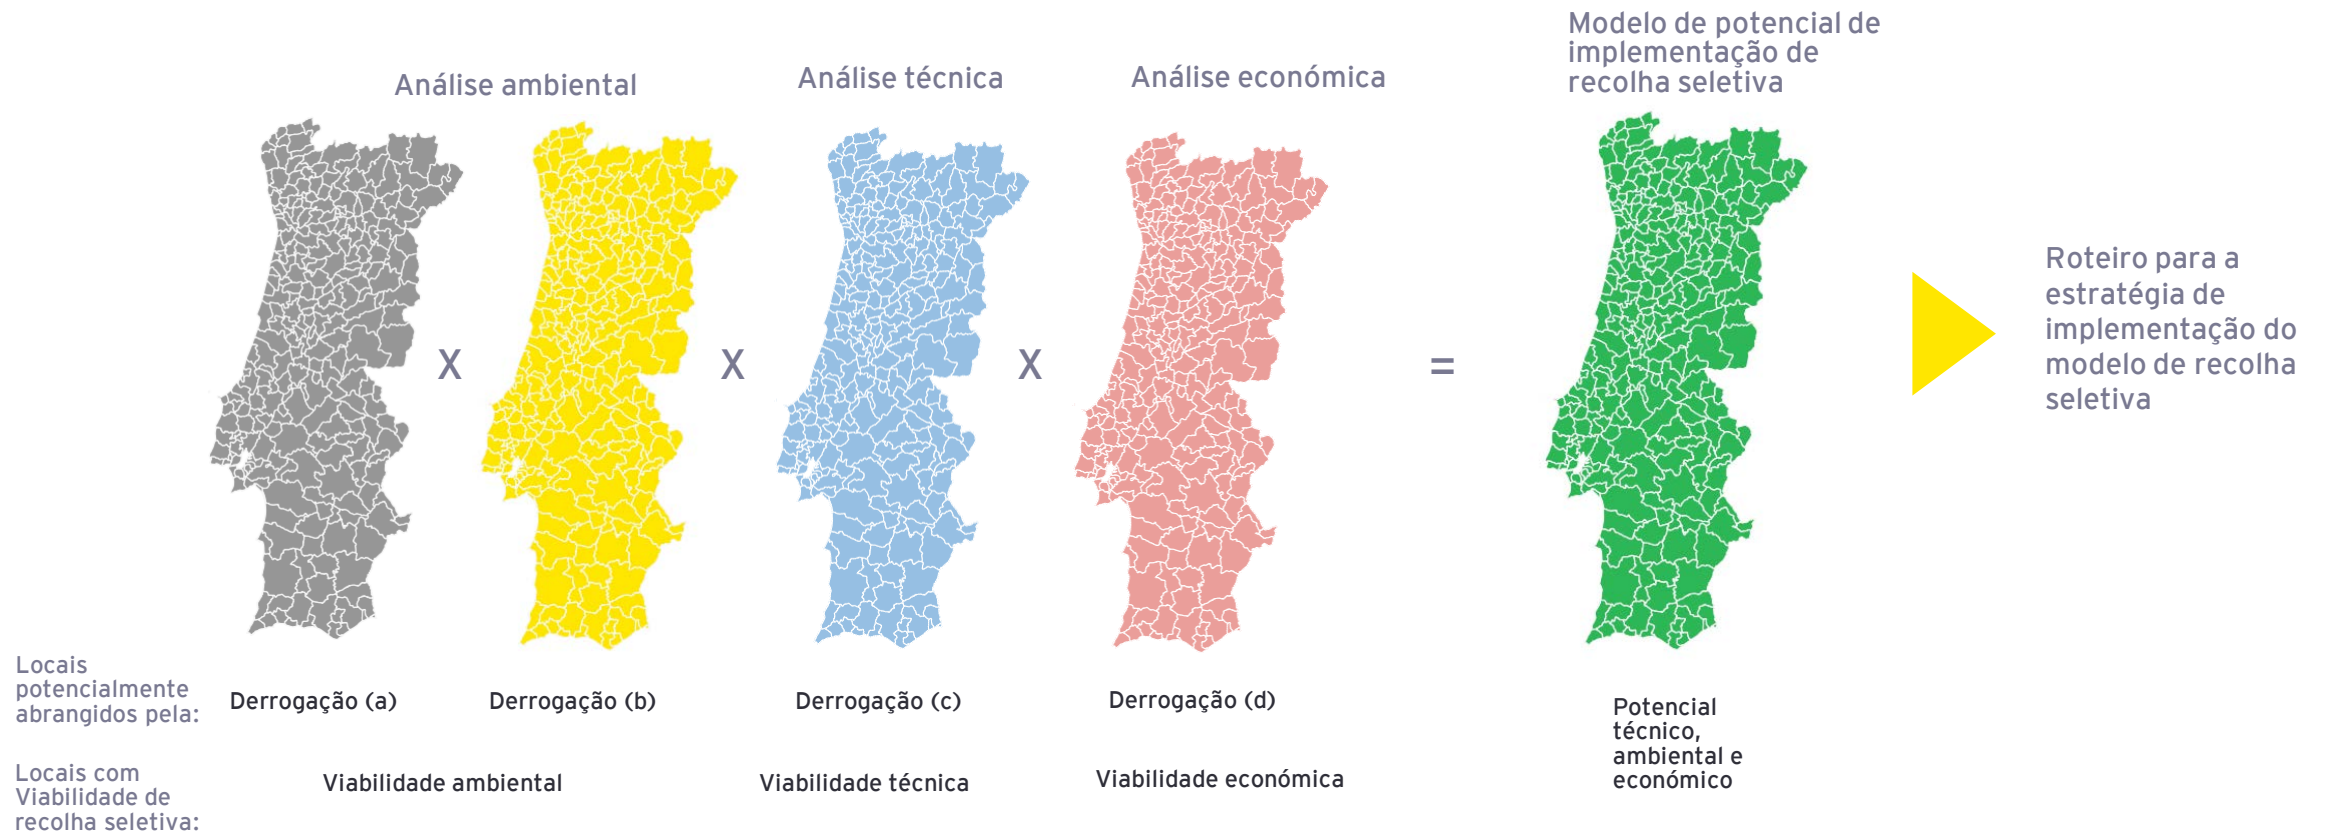 Análise ambiental
Análise técnica
Análise económica
Modelo de potencial de
implementação de
recolha seletiva
X
X
X
=
Roteiro para a
estratégia de
implementação do
modelo de recolha
seletiva
Locais
potencialmente
abrangidos pela:
Derrogação (a)
Derrogação (b)
Derrogação (c)
Derrogação (d)
Potencial
técnico,
ambiental e
económico
Locais com
Viabilidade de
recolha seletiva:
Viabilidade ambiental
Viabilidade técnica
Viabilidade económica